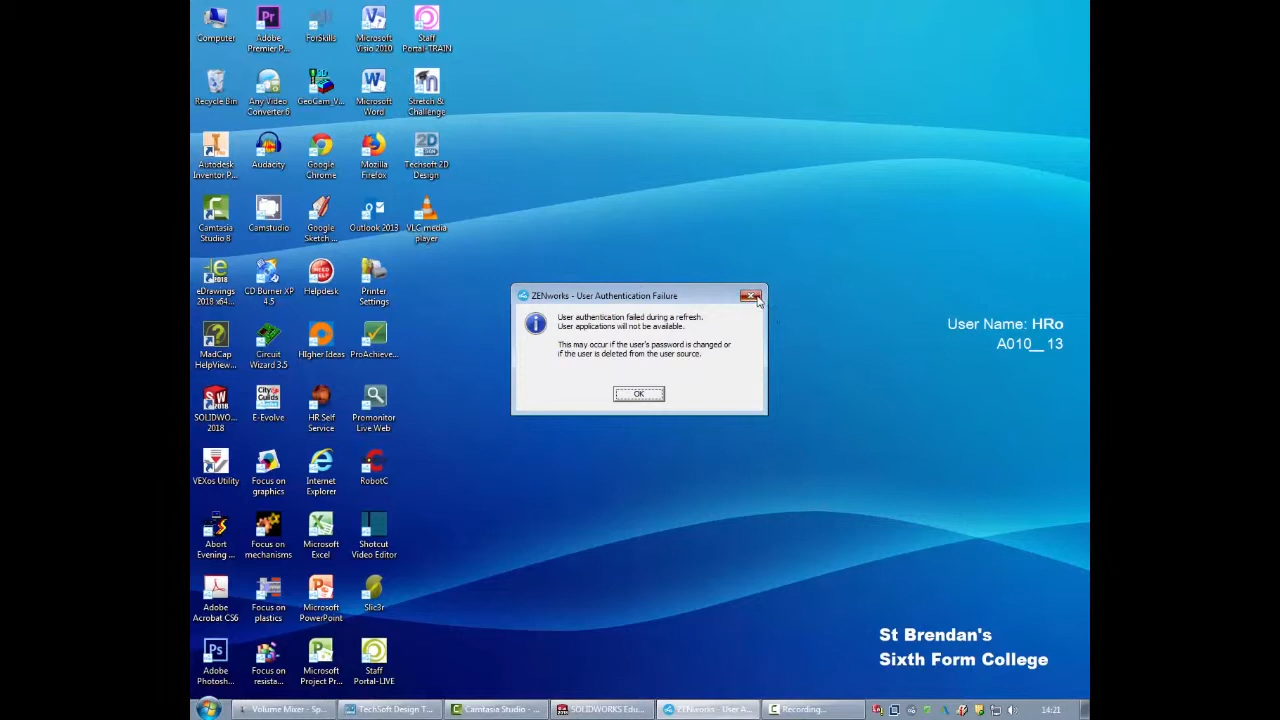 Computer
Adobe
Premier P...
ForSkills
Microsoft
Visio 2010
Staff
Portal-TRAIN
Recycle Bin
Any Video
Converter 6
GeoGam_V...
Microsoft
Word
Stretch &
Challenge
Autodesk
Inventor P...
Audacity
Google
Chrome
Mozilla
Firefox
Techsoft 2D
Design
Camtasia
Studio 8
Camstudio
Google
Sketch ...
Outlook 2013
VLC media
player
eDrawings
2018 x64...
CD Burner XP
4.5
Helpdesk
Printer
Settings
MadCap
HelpView...
Circuit
Wizard 3.5
HIgher Ideas
ProAchieve...
SOLIDWO...
2018
E-Evolve
HR Self
Service
Promonitor
Live Web
VEXos Utility
Focus on
graphics
Internet
Explorer
RobotC
Abort
Evening ...
Focus on
mechanisms
Microsoft
Excel
Shotcut
Video Editor
Adobe
Acrobat CS6
Focus on
plastics
Microsoft
PowerPoint
Slic3r
Adobe
Photosh...
Focus on
resista...
Microsoft
Project Pr...
Staff
Portal-LIVE
ZENworks - User Authentication Failure
User authentication failed during a refresh.
User applications will not be available.
This may occur if the user's password is changed or
if the user is deleted from the user source.
OK
User Name: HRo
A010__ 13
St Brendan's
Sixth Form College
Volume Mixer - Sp...
TechSoft Design T...
Camtasia Studio - ...
SOLIDWORKS Edu...
ZENworks - User A...
Recording...
14:21